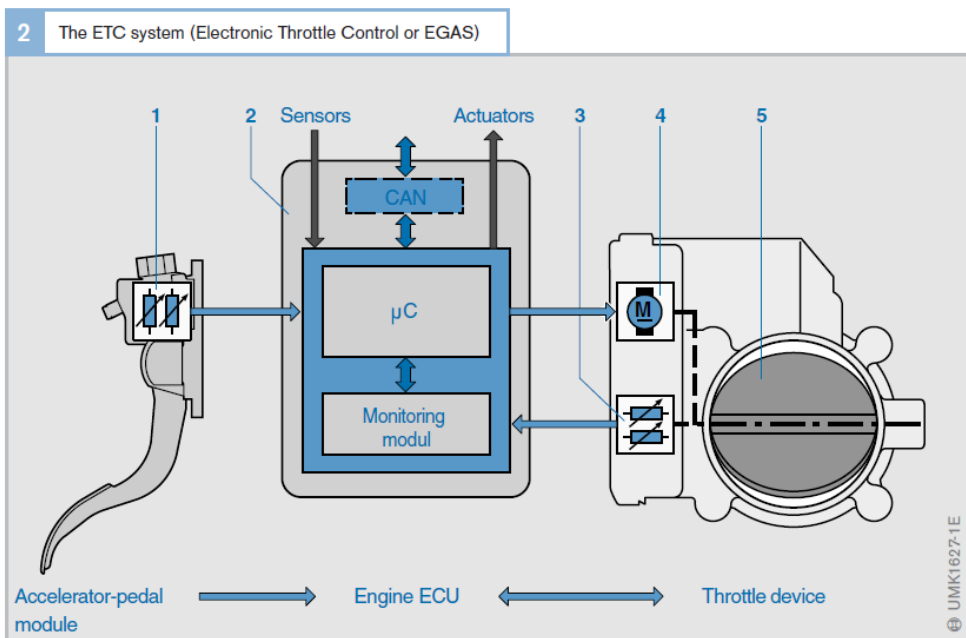 2 The ETC system (Electronic Throttle Control or EGAS)
1 2 Sensors Actuators 3 4 5
CAN
µC
M
Monitoring
modul
Accelerator-pedal Engine ECU Throttle device
module
UMK1627-1E